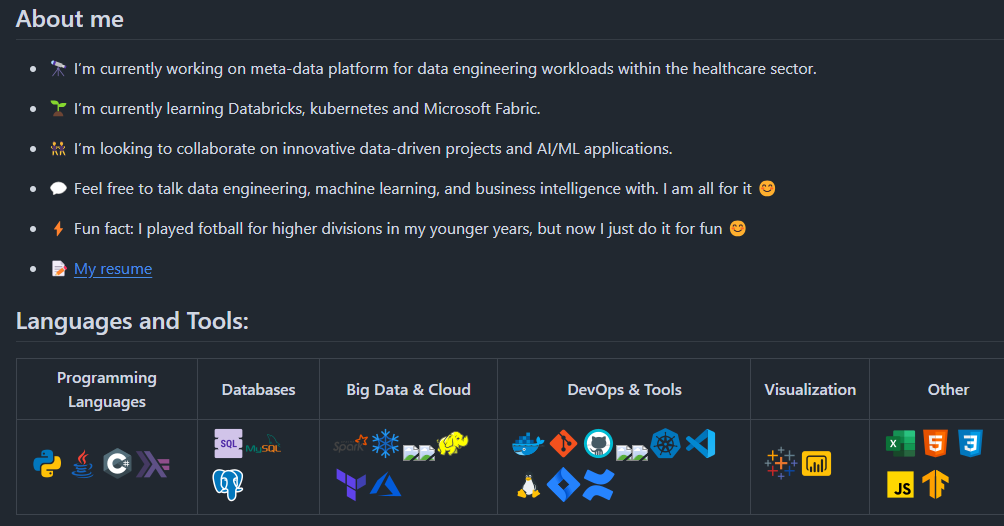 About me
I'm currently working on meta-data platform for data engineering workloads within the healthcare sector.
I'm currently learning Databricks, kubernetes and Microsoft Fabric.
I'm looking to collaborate on innovative data-driven projects and AI/ML applications.
Feel free to talk data engineering, machine learning, and business intelligence with. I am all for it
Fun fact: I played fotball for higher divisions in my younger years, but now I just do it for fun
My resume
Languages and Tools:
Programming Languages
Databases
Big Data & Cloud
DevOps & Tools
Visualization
Other
C#
SQL
MySQL
Spark
X
5
3
JS